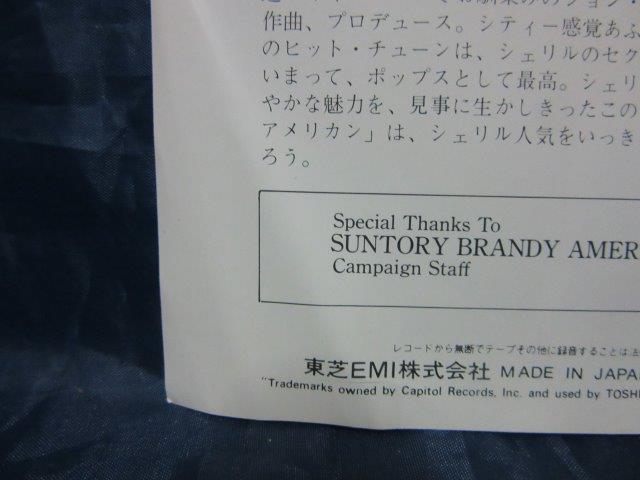 作曲、プロデュース。シティー感覚あふ
のヒット・チューンは、シェリルのセク
いまって、ポップスとして最高。シェリ
やかな魅力を、見事に生かしきったこの
アメリカン」は、シェリル人気をいっき
ろう。
Special Thanks To
SUNTORY BRANDY AMER
Campaign Staff
レコードから無断でテープその他に録音することは法
東芝EMI株式会社 MADE IN JAPA
"Trademarks owned by Capitol Records, Inc. and used by TOSH